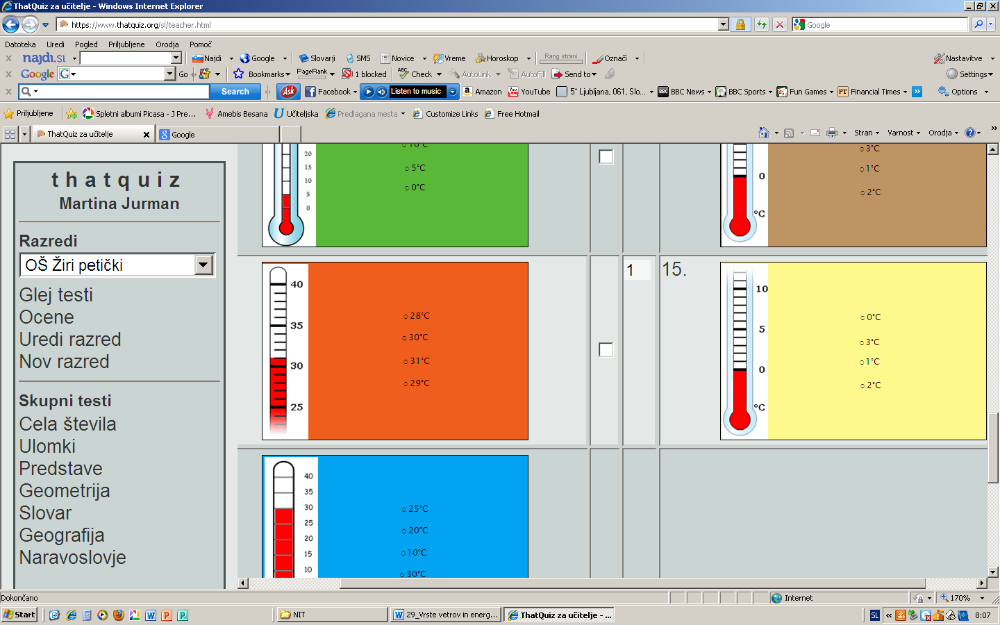 ThatQuiz za učitelje - Windows Internet Explorer
https://www.thatquiz.org/sl/teacher.html
Google
Datoteka Uredi Pogled Priljubljene Orodja Pomoč
najdi.si Najdi Google Slovarji SMS Novice Vreme Horoskop Rang strani Označi Nastavitve
Google G Go Bookmarks PageRank 1 blocked ABC Check AutoLink AutoFill Send to Settings
Search Ask Facebook Listen to music Amazon YouTube 5° Ljubljana, 061, Slo... BBC News BBC Sports Fun Games FT Financial Times Options
Priljubljene Spletni albumi Picasa - J Pre... Amebis Besana Učiteljska Predlagana mesta Customize Links Free Hotmail
ThatQuiz za učitelje Google Stran Varnost Orodja
thatquiz
Martina Jurman
Razredi
OŠ Žiri petički
Glej testi
Ocene
Uredi razred
Nov razred
Skupni testi
Cela števila
Ulomki
Predstave
Geometrija
Slovar
Geografija
Naravoslovje
20
15
10
5
0
10°C
5°C
0°C
0
°C
3°C
1°C
2°C
40
35
30
25
28°C
30°C
31°C
29°C
1
15.
10
5
0
°C
0°C
3°C
1°C
2°C
40
35
30
25
20
15
10
25°C
20°C
10°C
30°C
Dokončano Internet 170%
Start NIT 29_Vrste vetrov in energ... ThatQuiz za učitelje - ... SL 8:07